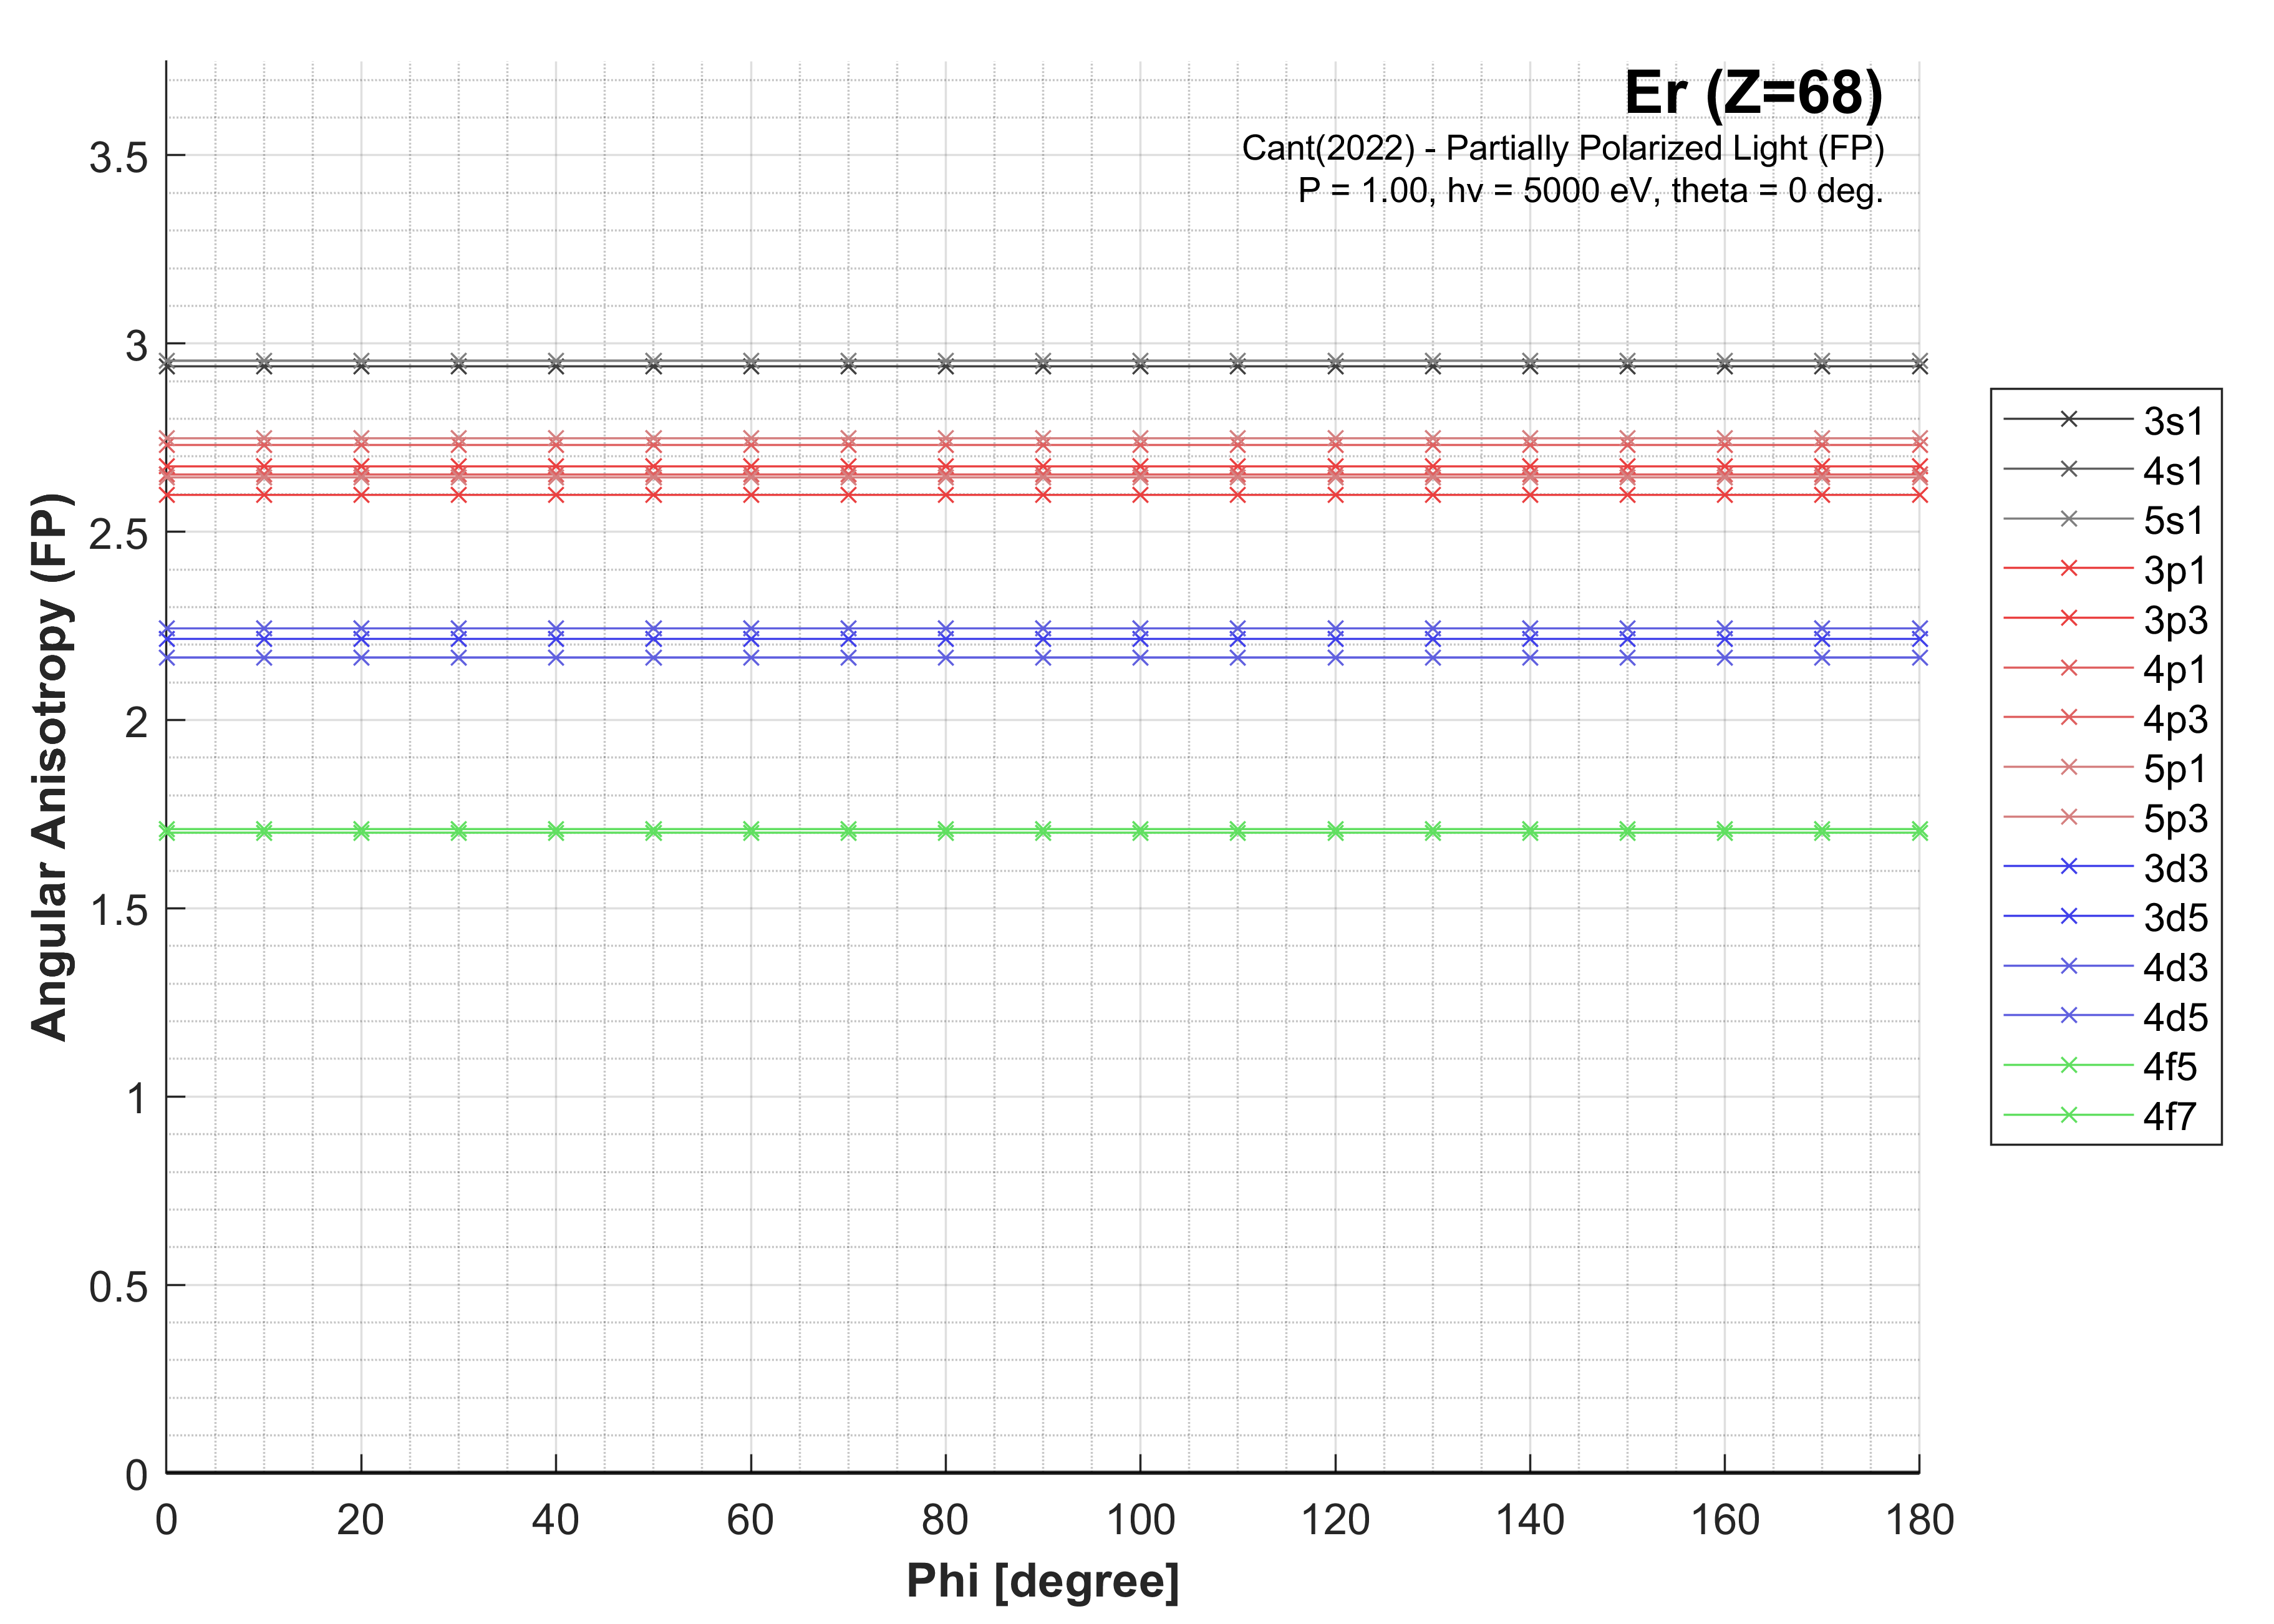 Er (Z=68)
Cant(2022) - Partially Polarized Light (FP)
P = 1.00, hv = 5000 eV, theta = 0 deg.
Angular Anisotropy (FP)
3.5
3
2.5
2
1.5
1
0.5
0
0 20 40 60 80 100 120 140 160 180
Phi [degree]
3s1
4s1
5s1
3p1
3p3
4p1
4p3
5p1
5p3
3d3
3d5
4d3
4d5
4f5
4f7